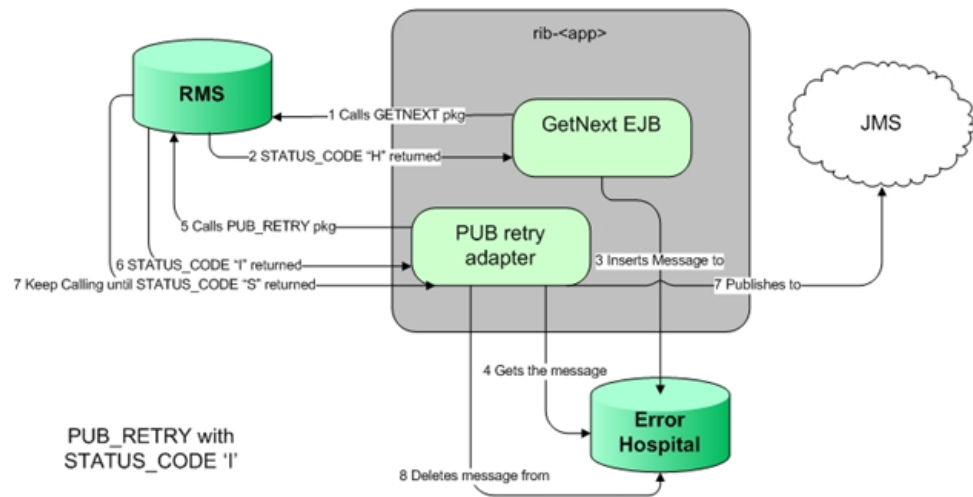 rib-<app>
RMS
1 Calls GETNEXT pkg
GetNext EJB
JMS
2 STATUS_CODE "H" returned
5 Calls PUB_RETRY pkg
PUB retry
adapter
6 STATUS_CODE "I" returned
3 Inserts Message to
7 Keep Calling until STATUS_CODE "S" returned
7 Publishes to
4 Gets the message
Error
Hospital
PUB_RETRY with
STATUS_CODE 'I'
8 Deletes message from